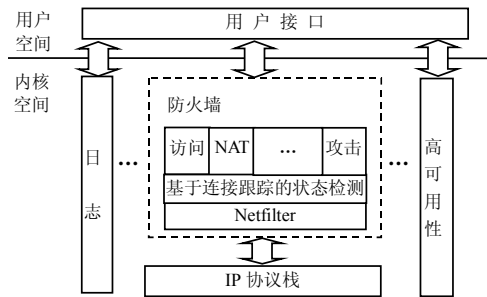 用户
空间
用户接口
内核
空间
防火墙
访问 NAT … 攻击
基于连接跟踪的状态检测
Netfilter
日志
…
…
高可用性
IP 协议栈